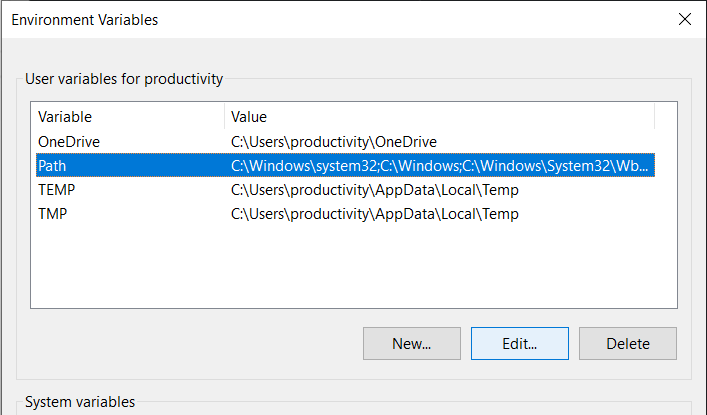 Environment Variables
User variables for productivity
Variable Value
OneDrive C:\Users\productivity\OneDrive
Path C:\Windows\system32;C:\Windows;C:\Windows\System32\Wb...
TEMP C:\Users\productivity\AppData\Local\Temp
TMP C:\Users\productivity\AppData\Local\Temp
New... Edit... Delete
System variables